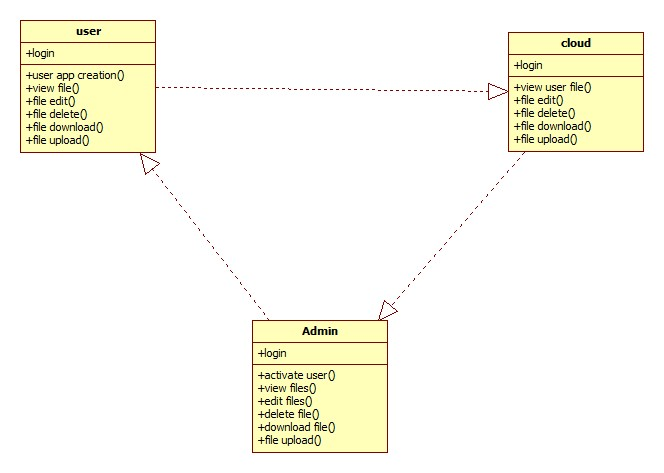 user
+login
+user app creation()
+view file()
+file edit()
+file delete()
+file download()
+file upload()
cloud
+login
+view user file()
+file edit()
+file delete()
+file download()
+file upload()
Admin
+login
+activate user()
+view files()
+edit files()
+delete file()
+download file()
+file upload()